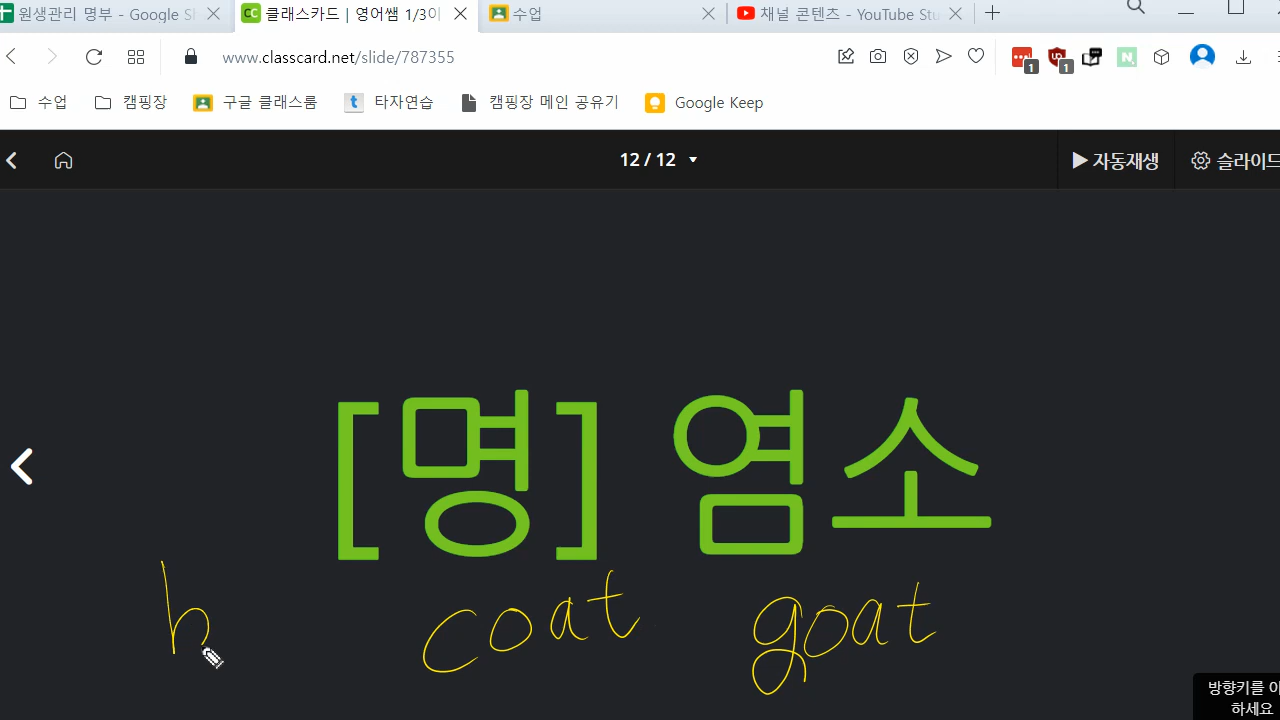 원생관리 명부 - Google S
클래스카드 | 영어쌤 1/30
수업
채널 콘텐츠 - YouTube Stu
www.classcard.net/slide/787355
1
1
수업
캠핑장
구글 클래스룸
타자연습
캠핑장 메인 공유기
Google Keep
12 / 12
자동재생
슬라이드
[명] 염소
h
coat
goat
방향키를 이
하세요